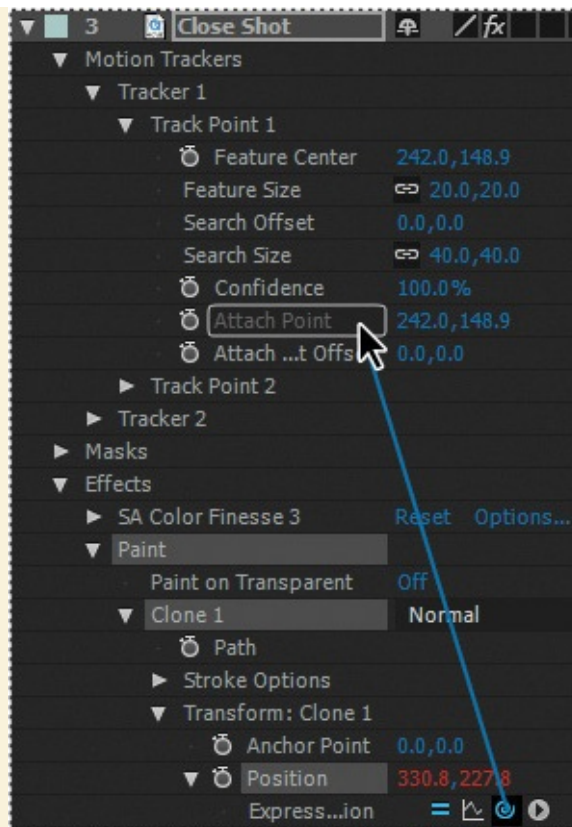 3 Close Shot fx
Motion Trackers
Tracker 1
Track Point 1
Feature Center 242.0,148.9
Feature Size 20.0,20.0
Search Offset 0.0,0.0
Search Size 40.0,40.0
Confidence 100.0%
Attach Point 242.0,148.9
Attach ...t Offs 0.0,0.0
Track Point 2
Tracker 2
Masks
Effects
SA Color Finesse 3 Reset Options...
Paint
Paint on Transparent Off
Clone 1 Normal
Path
Stroke Options
Transform: Clone 1
Anchor Point 0.0,0.0
Position 330.8,227.8
Express...ion